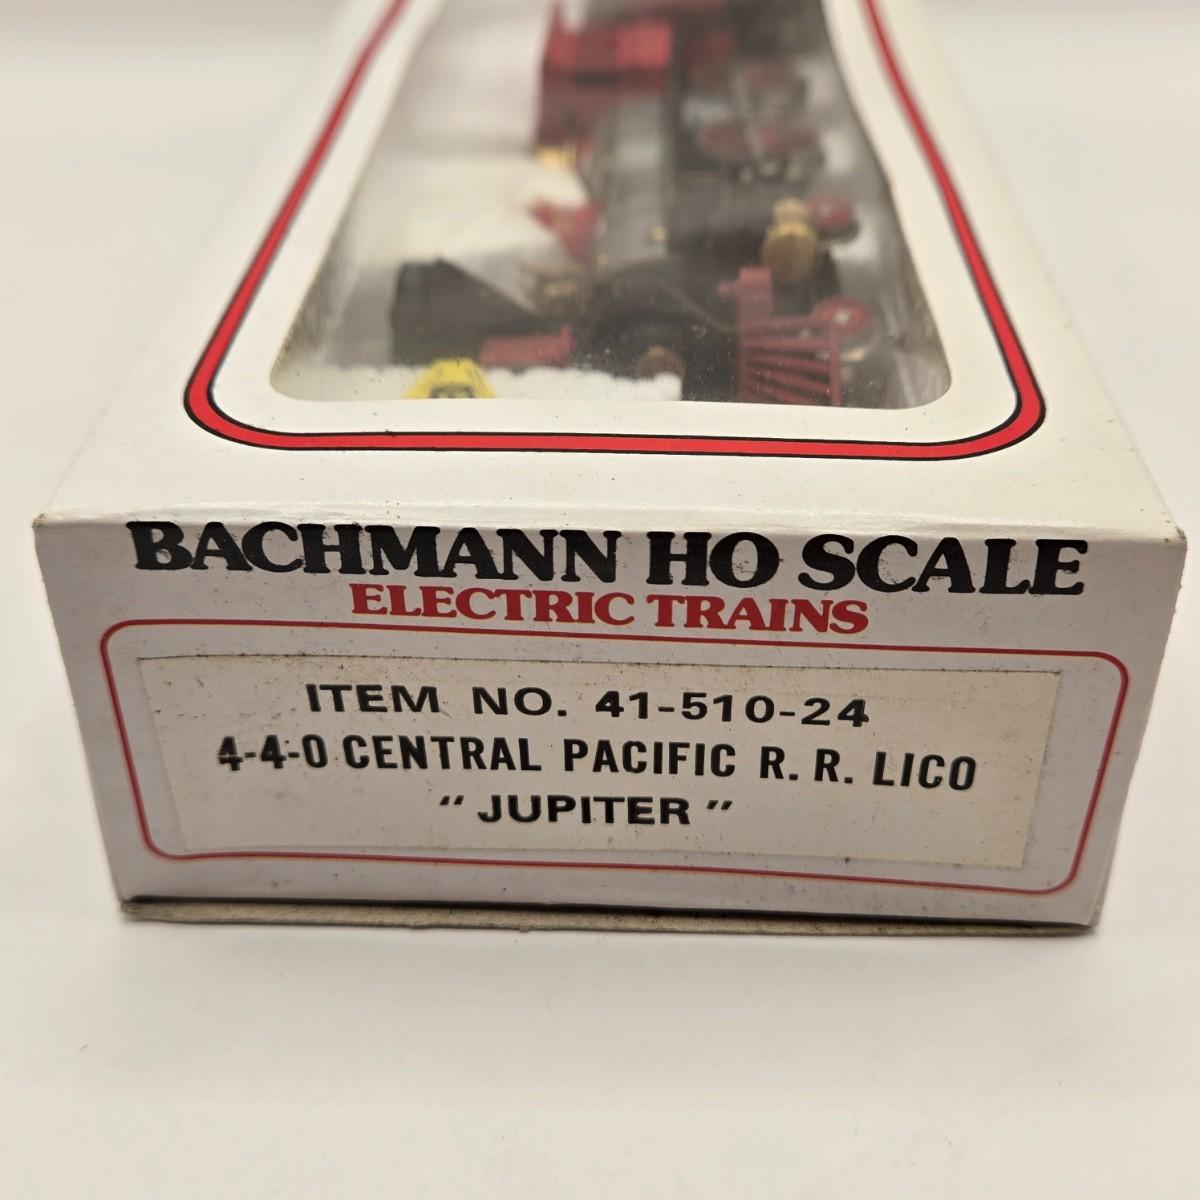 BACHMANN HO SCALE
ELECTRIC TRAINS
ITEM NO. 41-510-24
4-4-0 CENTRAL PACIFIC R. R. LICO
"JUPITER"